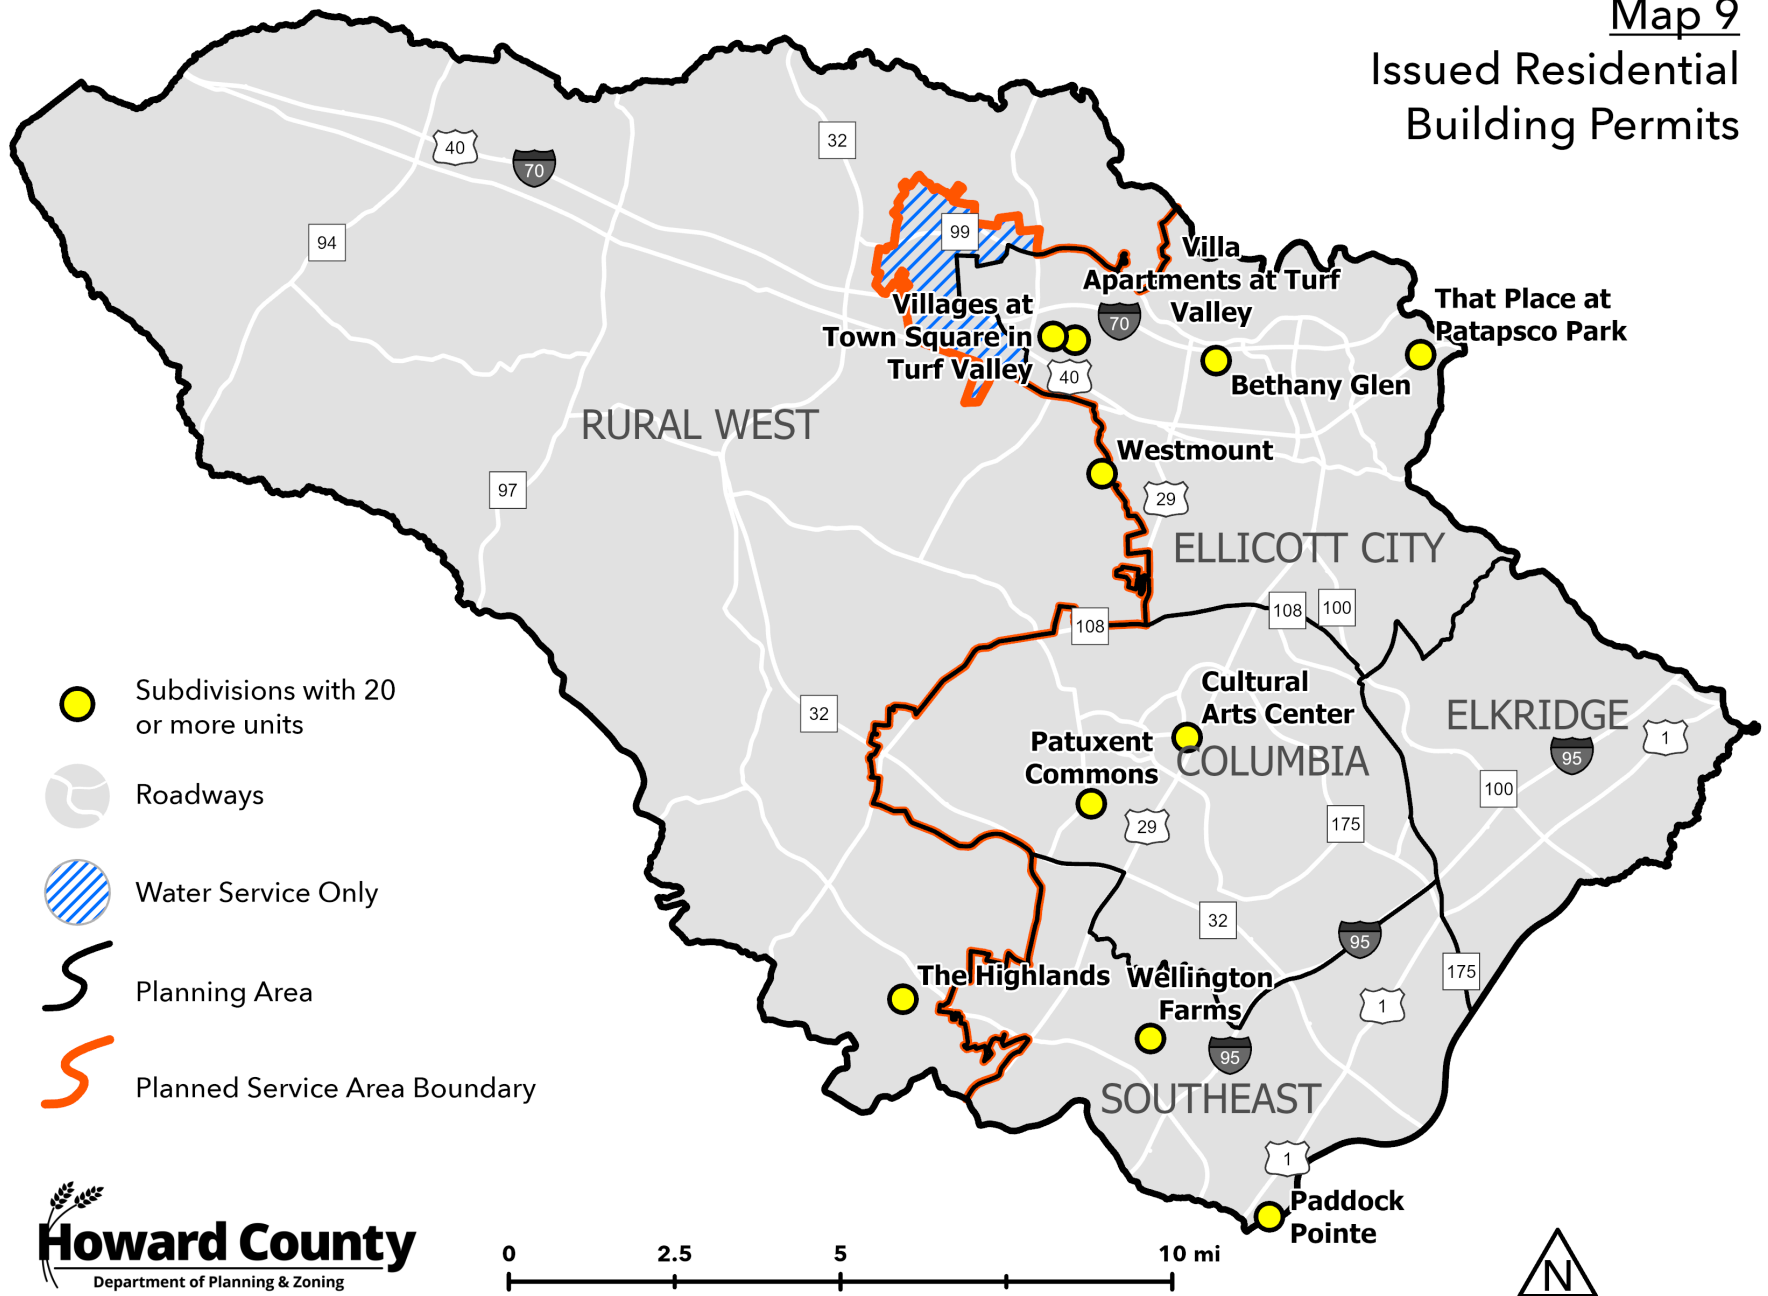 Map 9
Issued Residential
Building Permits
40
70
32
94
99
Villa
Apartments at Turf
Valley
Villages at
Town Square in
Turf Valley
70
40
That Place at
Patapsco Park
Bethany Glen
RURAL WEST
Westmount
97
29
ELLICOTT CITY
108
108
100
Cultural
Arts Center
32
Patuxent
Commons
COLUMBIA
ELKRIDGE
1
95
100
29
175
32
95
175
1
The Highlands
Wellington
Farms
95
SOUTHEAST
1
Paddock
Pointe
Subdivisions with 20
or more units
Roadways
Water Service Only
Planning Area
Planned Service Area Boundary
Howard County
Department of Planning & Zoning
0 2.5 5 10 mi
N